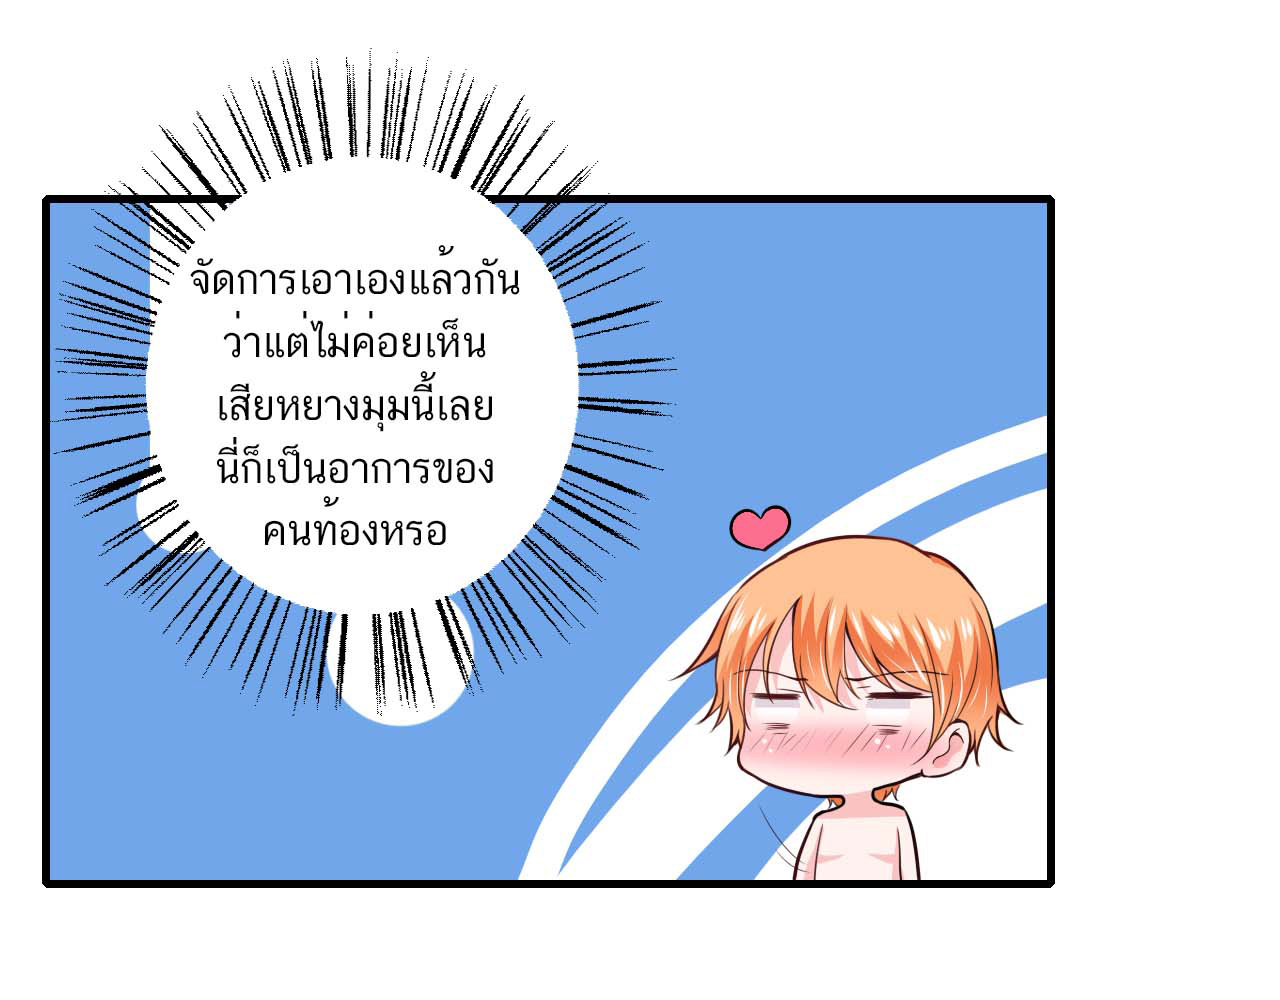 จัดการเอาเองแล้วกัน
ว่าแต่ไม่ค่อยเห็น
เสียหยางมุมนี้เลย
นี่ก็เป็นอาการของ
คนท้องหรอ